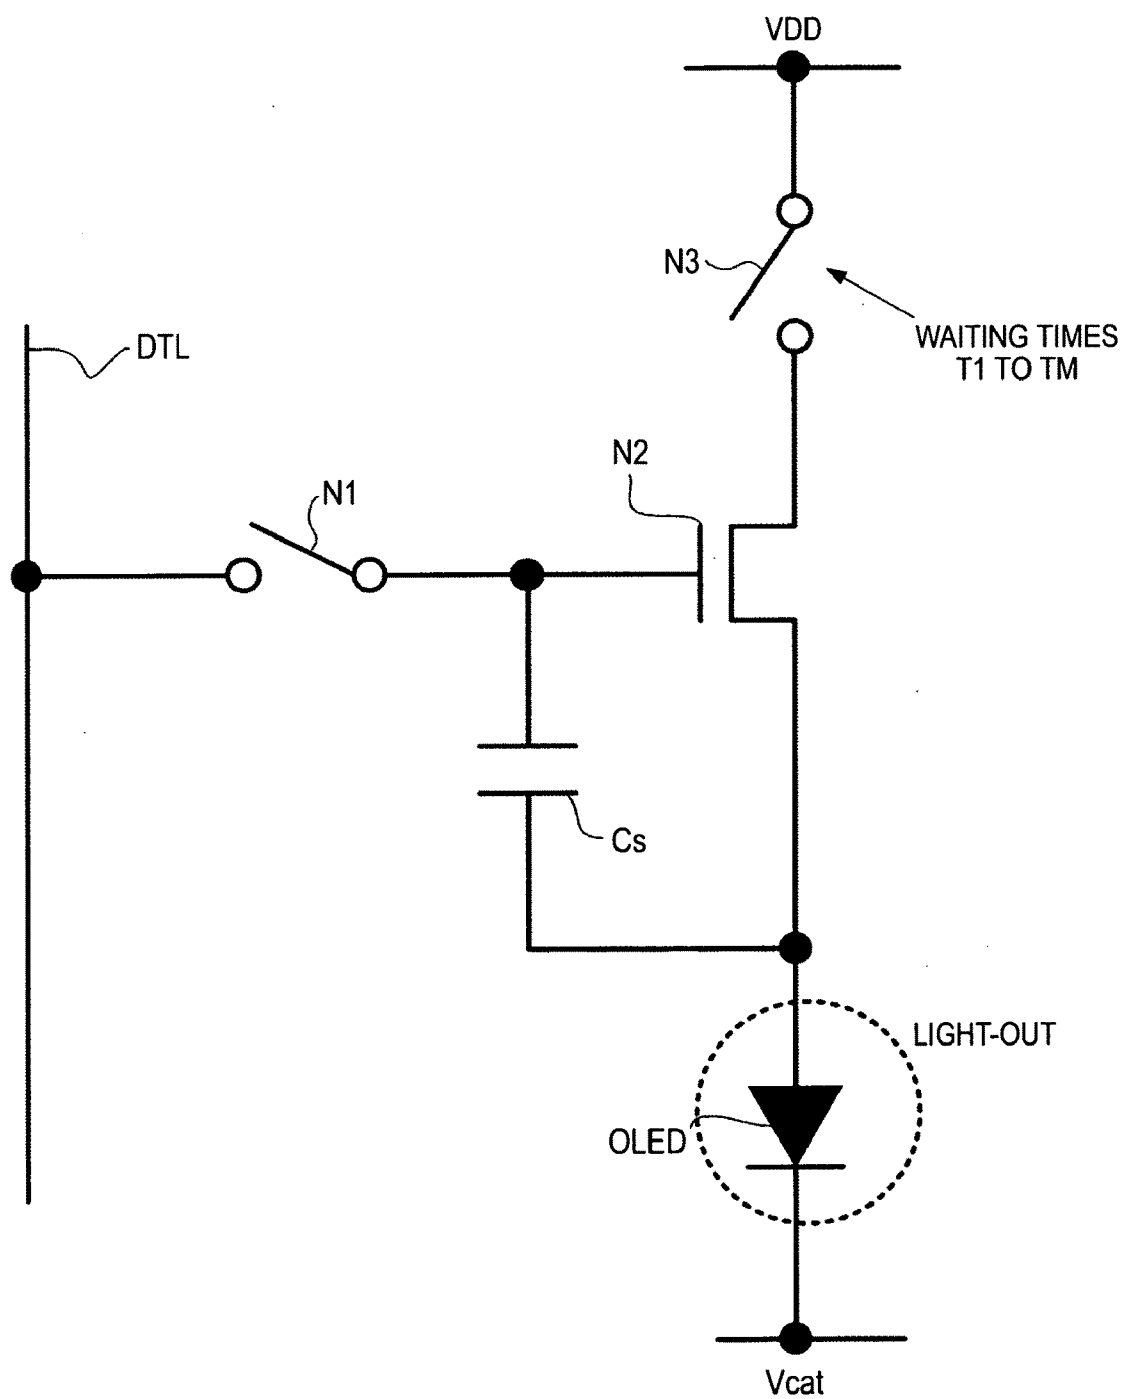 VDD
N3
WAITING TIMES
T1 TO TM
DTL
N2
N1
Cs
LIGHT-OUT
OLED
Vcat